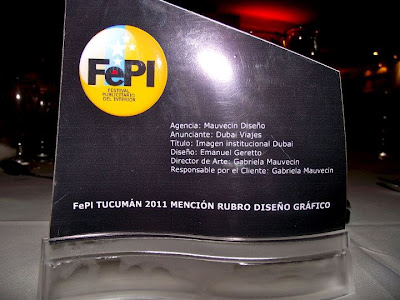 FePI
FESTIVAL
PUBLICITARIO
DEL INTERIOR
Agencia: Mauvecin Diseño
Anunciante: Dubai Viajes
Titulo: Imagen institucional Dubai
Diseño: Emanuel Geretto
Director de Arte: Gabriela Mauvecin
Responsable por el Cliente: Gabriela Mauvecin
FePI TUCUMÁN 2011 MENCIÓN RUBRO DISEÑO GRÁFICO